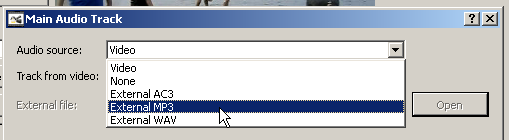 Main Audio Track
Audio source: Video
Video
Track from video:
None
External AC3
External file:
External MP3
Open
External WAV